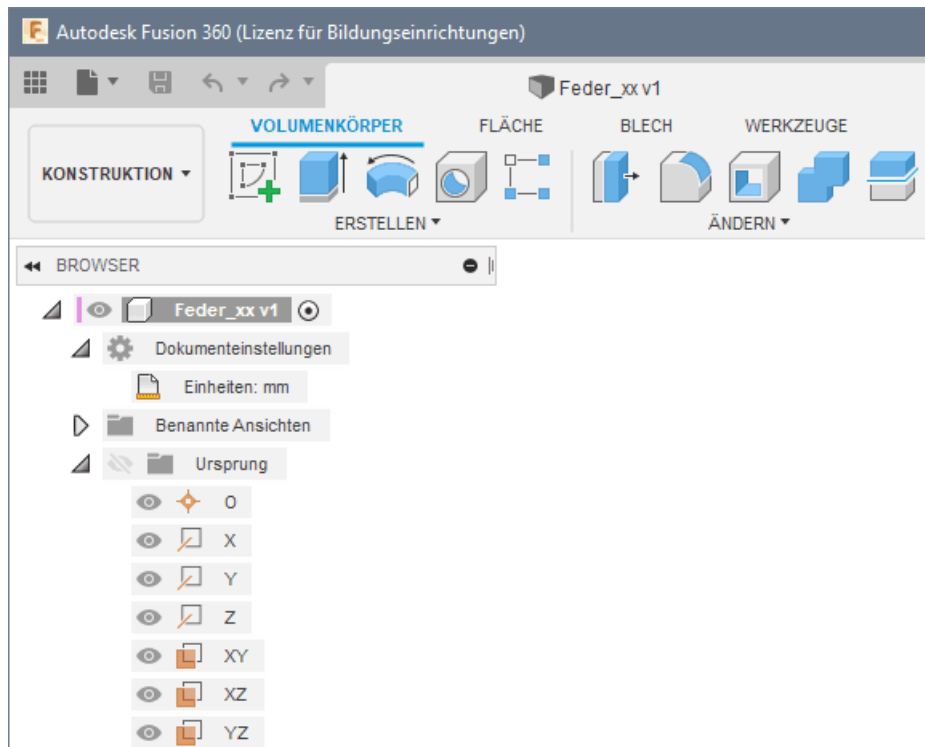 Autodesk Fusion 360 (Lizenz für Bildungseinrichtungen)
Feder_xx v1
VOLUMENKÖRPER FLÄCHE BLECH WERKZEUGE
KONSTRUKTION
ERSTELLEN ÄNDERN
BROWSER
Feder_xx v1
Dokumenteinstellungen
Einheiten: mm
Benannte Ansichten
Ursprung
O
X
Y
Z
XY
XZ
YZ